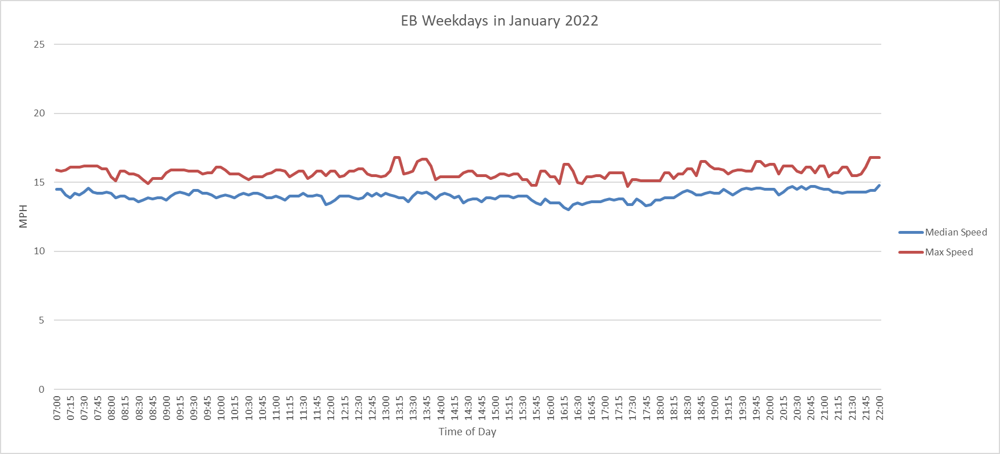 EB Weekdays in January 2022
25
20
15
10
5
0
MPH
07:00 07:15 07:30 07:45 08:00 08:15 08:30 08:45 09:00 09:15 09:30 09:45 10:00 10:15 10:30 10:45 11:00 11:15 11:30 11:45 12:00 12:15 12:30 12:45 13:00 13:15 13:30 13:45 14:00 14:15 14:30 14:45 15:00 15:15 15:30 15:45 16:00 16:15 16:30 16:45 17:00 17:15 17:30 17:45 18:00 18:15 18:30 18:45 19:00 19:15 19:30 19:45 20:00 20:15 20:30 20:45 21:00 21:15 21:30 21:45 22:00
Time of Day
Median Speed
Max Speed